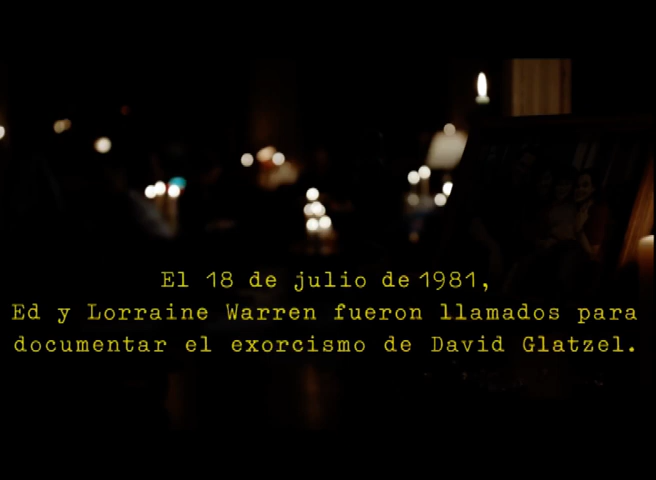 El 18 de julio de 1981,
Ed y Lorraine Warren fueron llamados para
documentar el exorcismo de David Glatzel.